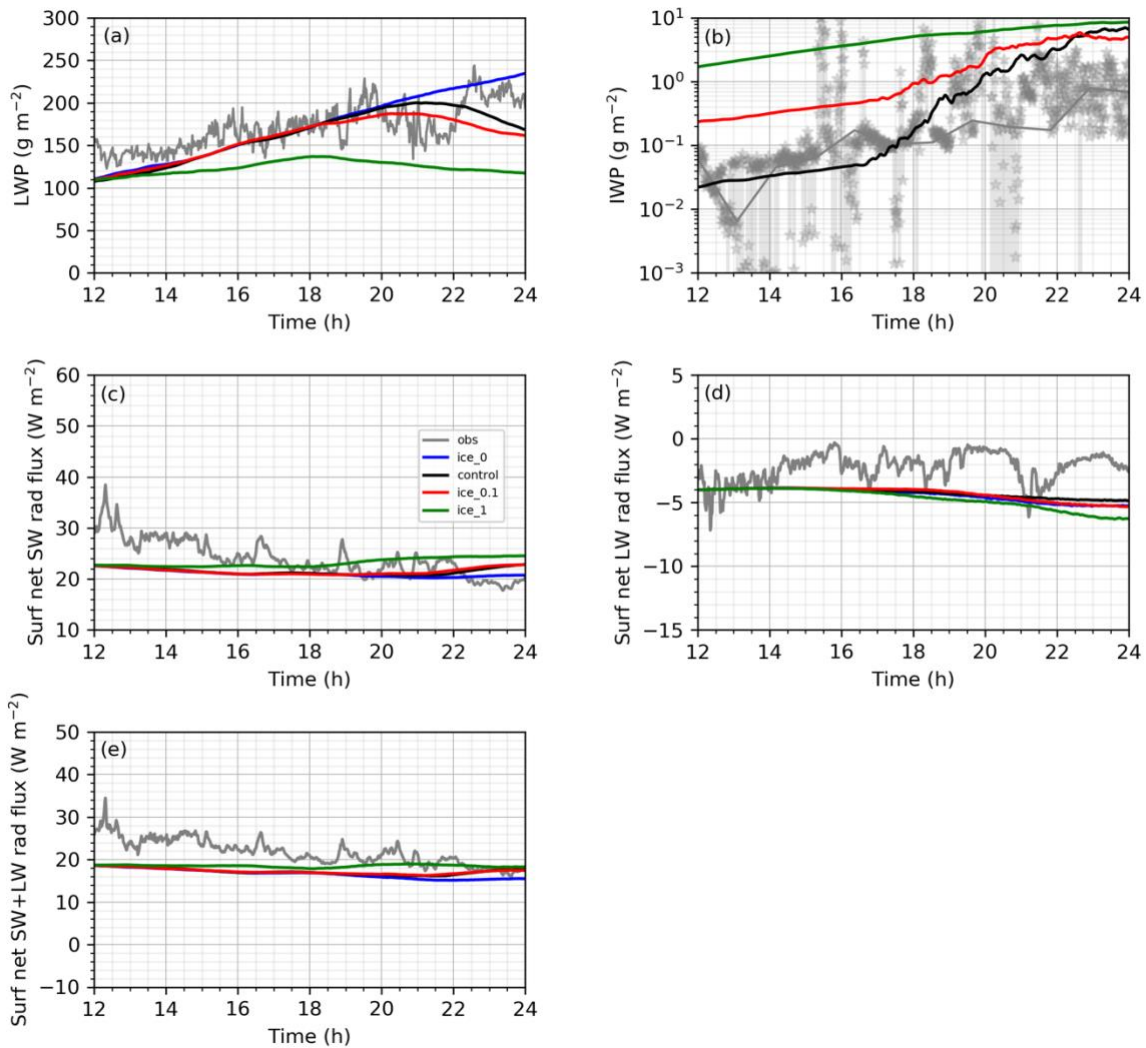 (a)
LWP (g m⁻²)
300
250
200
150
100
50
0
12 14 16 18 20 22 24
Time (h)
(b)
IWP (g m⁻²)
10¹
10⁰
10⁻¹
10⁻²
10⁻³
12 14 16 18 20 22 24
Time (h)
(c)
Surf net SW rad flux (W m⁻²)
60
50
40
30
20
10
obs
ice_0
control
ice_0.1
ice_1
12 14 16 18 20 22 24
Time (h)
(d)
Surf net LW rad flux (W m⁻²)
5
0
−5
−10
−15
12 14 16 18 20 22 24
Time (h)
(e)
Surf net SW+LW rad flux (W m⁻²)
50
40
30
20
10
0
−10
12 14 16 18 20 22 24
Time (h)